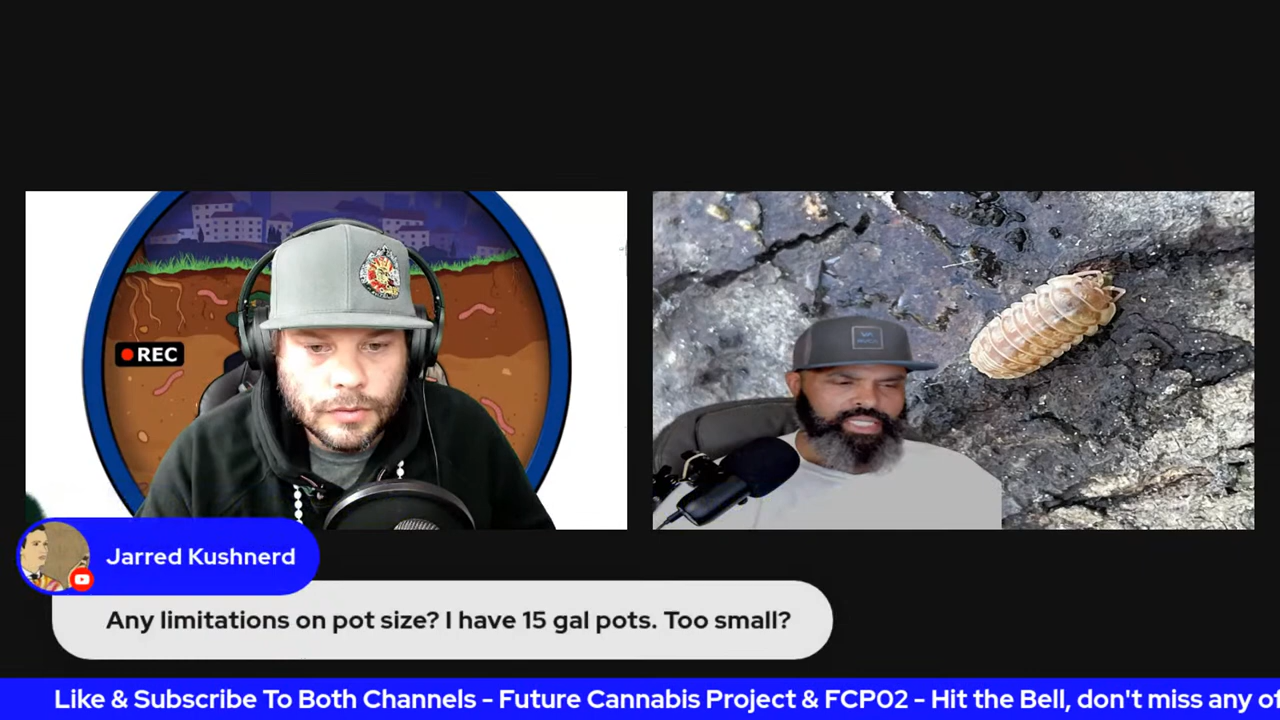 REC
Jarred Kushnerd
Any limitations on pot size? I have 15 gal pots. Too small?
Like & Subscribe To Both Channels - Future Cannabis Project & FCP02 - Hit the Bell, don't miss any of